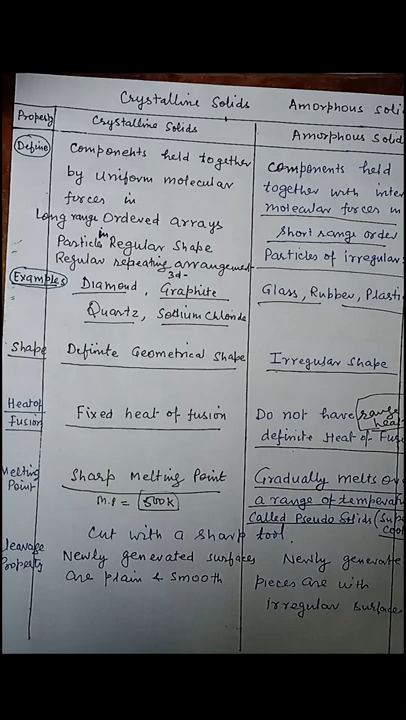 Crystalline Solids Amorphous soli
Property
Crystalline Solids
Amorphous Solid
Define
Components held together
by Uniform molecular
forces in
Long range Ordered arrays
Particles in Regular Shape
Regular repeating 3d- arrangement
Components held
together with inter
molecular forces in
Short range order
Particles of irregular
Examples
Diamond, Graphite
Quartz, Sodium Chloride
Glass, Rubber, Plasti
Shape
Definite Geometrical Shape
Irregular Shape
Heat of
Fusion
Fixed heat of fusion
Do not have range
heat
definite Heat of Fus
Melting
Point
Sharp Melting Point
M.P = 500K
Gradually melts ov
a range of temperatu
Called Pseudo Solids (Supe
Cool
Cut with a Sharp tool.
Cleavage
Property
Newly generated surfaces
are plain & smooth
Newly generate
pieces are with
irregular surface